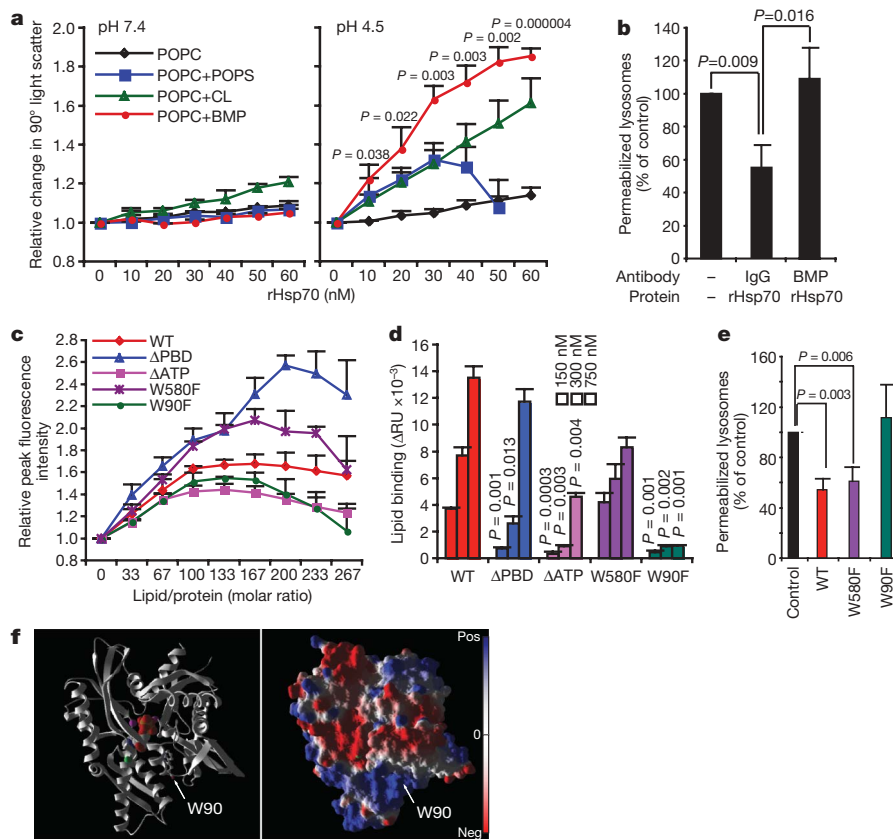 a
pH 7.4
pH 4.5
Relative change in 90° light scatter
2.0
1.8
1.6
1.4
1.2
1.0
0.8
POPC
POPC+POPS
POPC+CL
POPC+BMP
P = 0.038
P = 0.022
P = 0.003
P = 0.003
P = 0.002
P = 0.000004
0 10 20 30 40 50 60
0 10 20 30 40 50 60
rHsp70 (nM)
b
Permeabilized lysosomes
(% of control)
140
120
100
80
60
40
20
0
P=0.009
P=0.016
Antibody – IgG BMP
Protein – rHsp70 rHsp70
c
Relative peak fluorescence
intensity
2.8
2.6
2.4
2.2
2.0
1.8
1.6
1.4
1.2
1.0
0.8
WT
ΔPBD
ΔATP
W580F
W90F
0 33 67 100 133 167 200 233 267
Lipid/protein (molar ratio)
d
Lipid binding (ΔRU ×10⁻³)
16
14
12
10
8
6
4
2
0
150 nM
300 nM
750 nM
P = 0.001
P = 0.013
P = 0.0003
P = 0.003
P = 0.004
P = 0.001
P = 0.002
P = 0.001
WT ΔPBD ΔATP W580F W90F
e
Permeabilized lysosomes
(% of control)
160
120
80
40
0
P = 0.006
P = 0.003
Control
WT
W580F
W90F
f
W90
W90
Pos
0
Neg